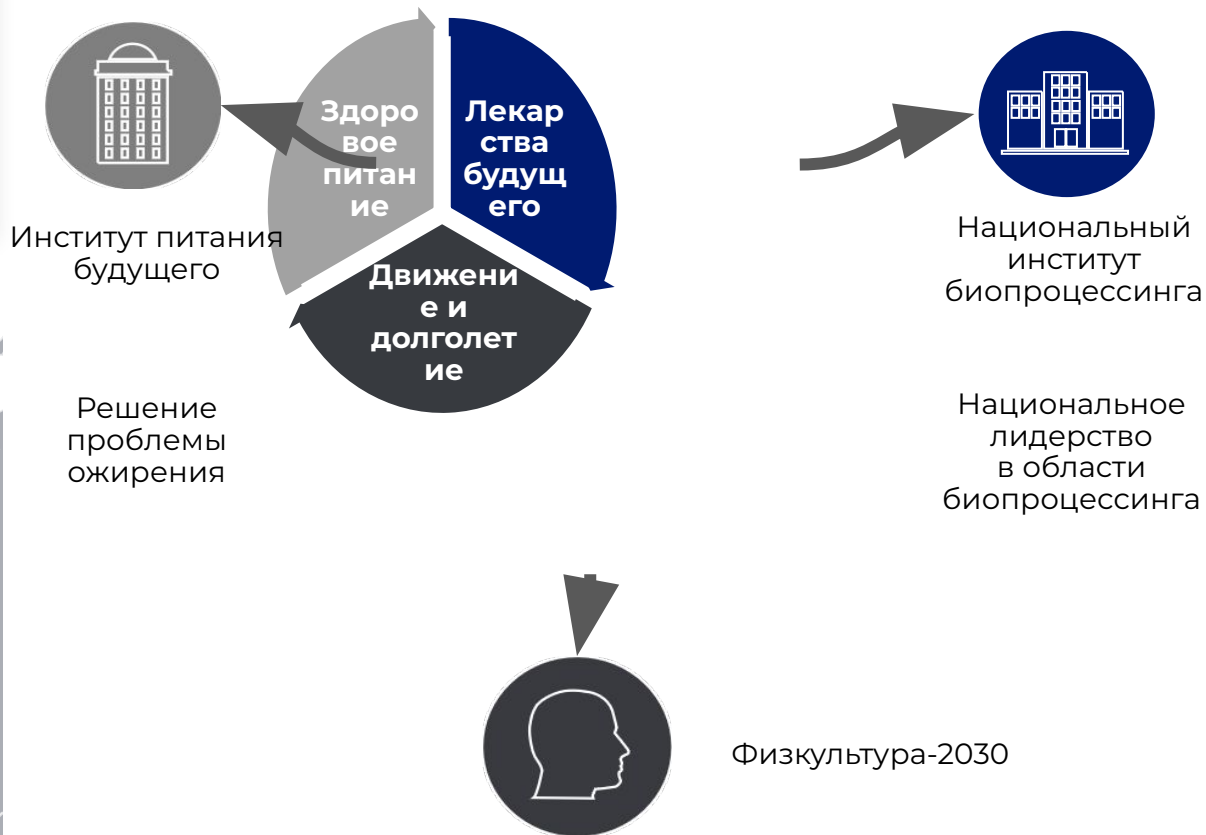 Здоро
вое
питан
ие
Лекар
ства
будущ
его
Движени
е и
долголет
ие
Институт питания
будущего
Решение
проблемы
ожирения
Национальный
институт
биопроцессинга
Национальное
лидерство
в области
биопроцессинга
Физкультура-2030